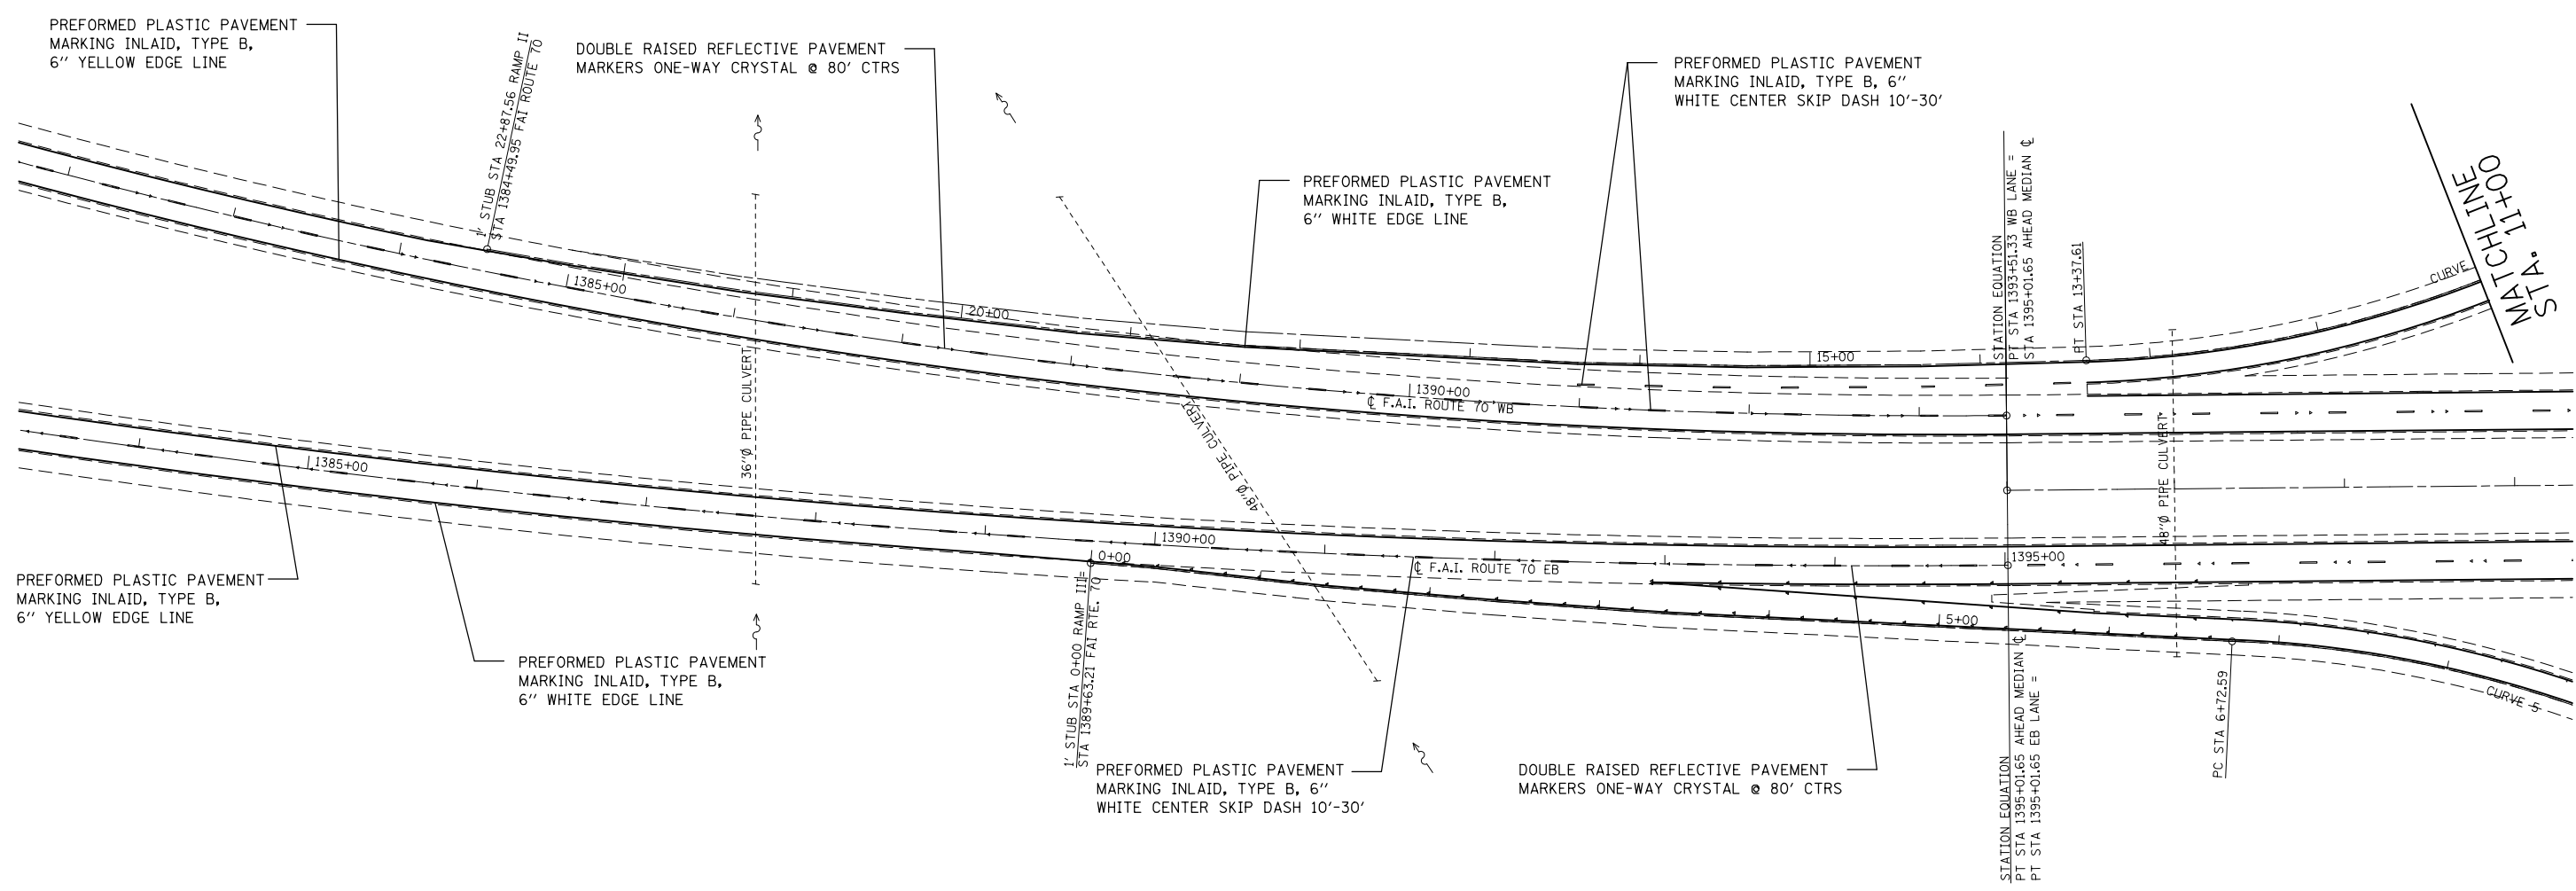 PREFORMED PLASTIC PAVEMENT
MARKING INLAID, TYPE B,
6" YELLOW EDGE LINE
1' STUB STA 22+87.56 RAMP II
STA 1384+49.95 FAI ROUTE 70
DOUBLE RAISED REFLECTIVE PAVEMENT
MARKERS ONE-WAY CRYSTAL @ 80' CTRS
PREFORMED PLASTIC PAVEMENT
MARKING INLAID, TYPE B, 6"
WHITE CENTER SKIP DASH 10'-30'
PREFORMED PLASTIC PAVEMENT
MARKING INLAID, TYPE B,
6" WHITE EDGE LINE
STATION EQUATION
PT STA 1393+51.33 WB LANE =
STA 1395+01.65 AHEAD MEDIAN ℄
PT STA 13+37.61
MATCHLINE
STA. 11+00
CURVE
1385+00
20+00
15+00
1390+00
℄ F.A.I. ROUTE 70 WB
36"Ø PIPE CULVERT
48"Ø PIPE CULVERT
48"Ø PIPE CULVERT
1385+00
1390+00
0+00
℄ F.A.I. ROUTE 70 EB
1395+00
5+00
PREFORMED PLASTIC PAVEMENT
MARKING INLAID, TYPE B,
6" YELLOW EDGE LINE
PREFORMED PLASTIC PAVEMENT
MARKING INLAID, TYPE B,
6" WHITE EDGE LINE
1' STUB STA 0+00 RAMP III=
STA 1389+63.21 FAI RTE. 70
PREFORMED PLASTIC PAVEMENT
MARKING INLAID, TYPE B, 6"
WHITE CENTER SKIP DASH 10'-30'
DOUBLE RAISED REFLECTIVE PAVEMENT
MARKERS ONE-WAY CRYSTAL @ 80' CTRS
STATION EQUATION
PT STA 1395+01.65 AHEAD MEDIAN ℄
PT STA 1395+01.65 EB LANE =
PC STA 6+72.59
CURVE 5